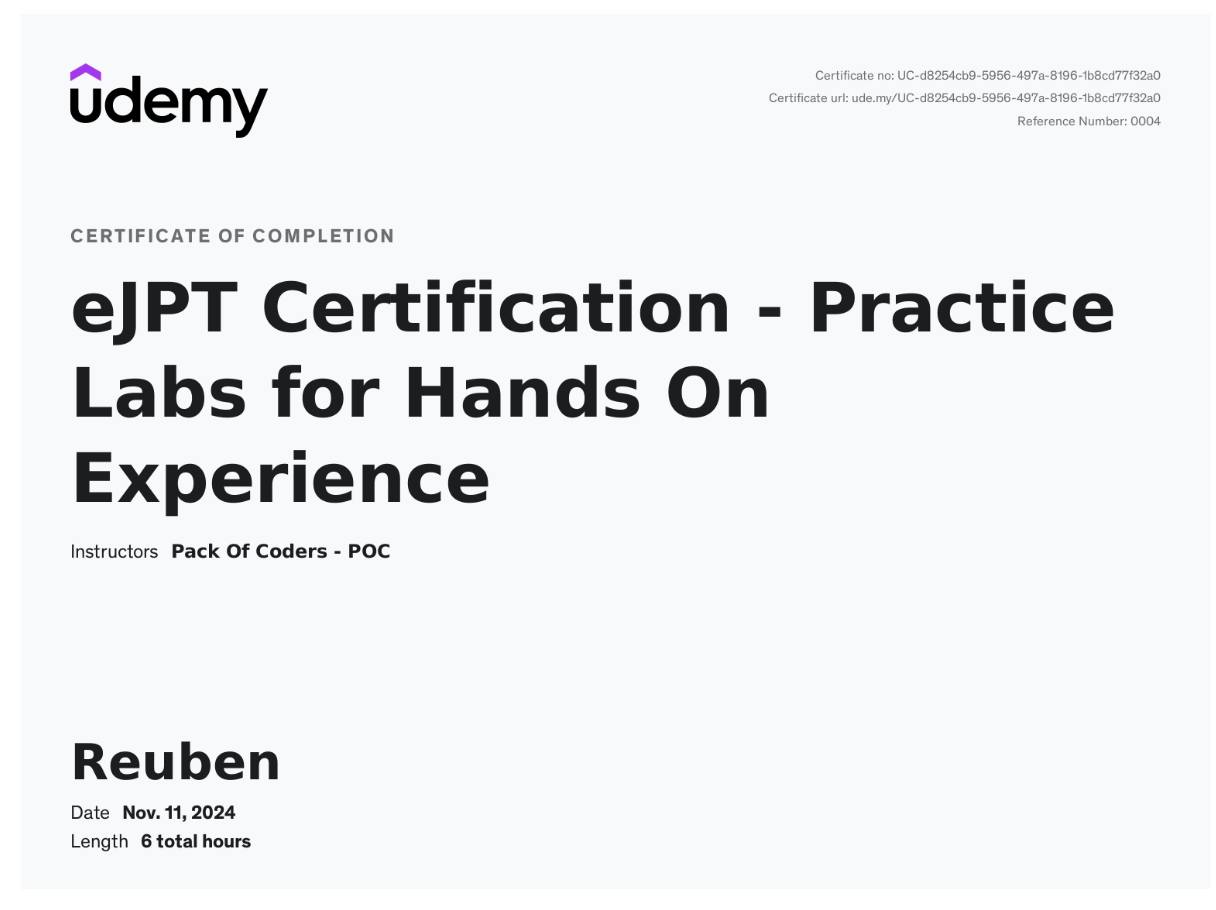 udemy
Certificate no: UC-d8254cb9-5956-497a-8196-1b8cd77f32a0
Certificate url: ude.my/UC-d8254cb9-5956-497a-8196-1b8cd77f32a0
Reference Number: 0004
CERTIFICATE OF COMPLETION
eJPT Certification - Practice
Labs for Hands On
Experience
Instructors Pack Of Coders - POC
Reuben
Date Nov. 11, 2024
Length 6 total hours